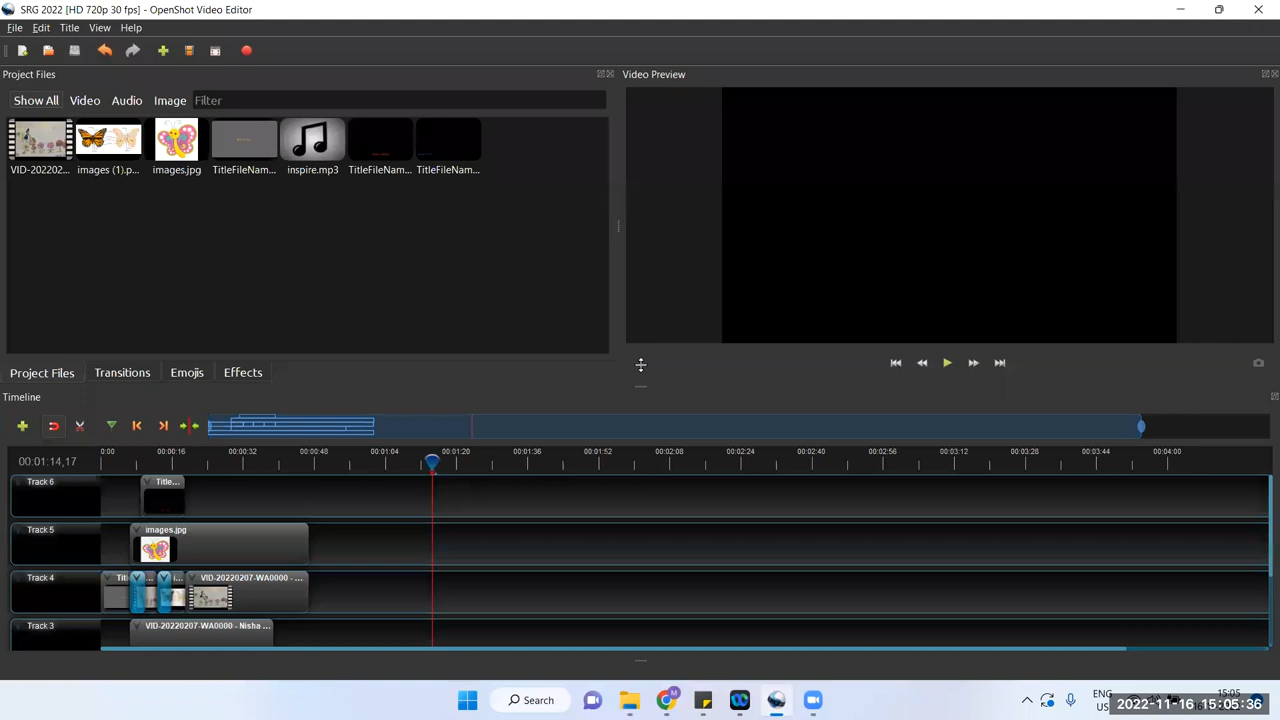 SRG 2022 [HD 720p 30 fps] - OpenShot Video Editor
File Edit Title View Help
Project Files
Video Preview
Show All Video Audio Image Filter
VID-202202... images (1).p... images.jpg TitleFileNam... inspire.mp3 TitleFileNam... TitleFileNam...
Project Files Transitions Emojis Effects
Timeline
00:01:14,17
0:00 00:00:16 00:00:32 00:00:48 00:01:04 00:01:20 00:01:36 00:01:52 00:02:08 00:02:24 00:02:40 00:02:56 00:03:12 00:03:28 00:03:44 00:04:00
Track 6 Title...
Track 5 images.jpg
Track 4 Titl ... i... VID-20220207-WA0000 - ...
Track 3 VID-20220207-WA0000 - Nisha ...
Search
ENG
US
15:05
2022-11-16 15:05:36